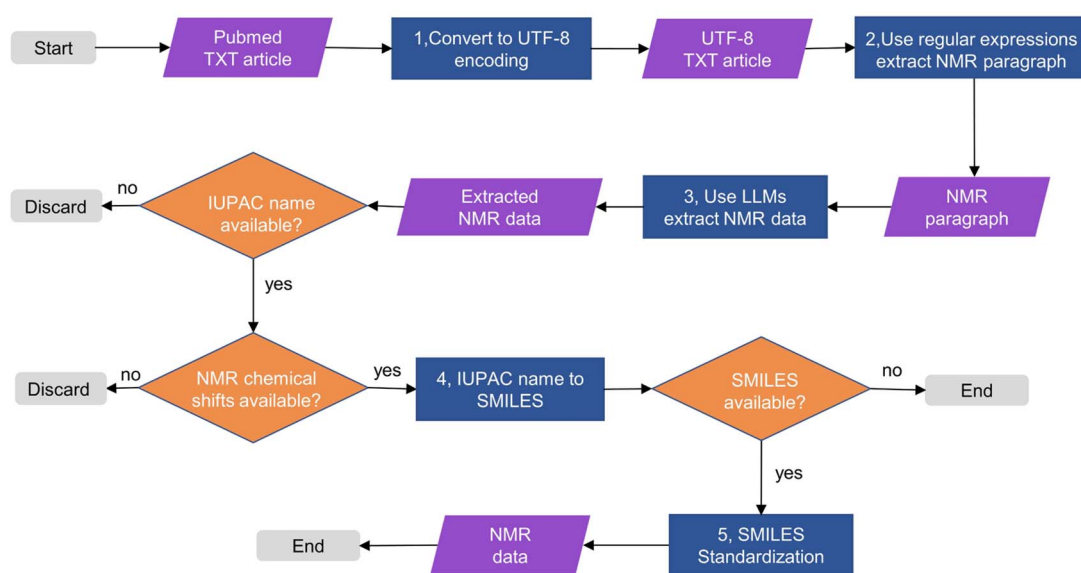 Start
Pubmed
TXT article
1,Convert to UTF-8
encoding
UTF-8
TXT article
2,Use regular expressions
extract NMR paragraph
Discard
no
IUPAC name
available?
Extracted
NMR data
3, Use LLMs
extract NMR data
NMR
paragraph
yes
Discard
no
NMR chemical
shifts available?
yes
4, IUPAC name to
SMILES
SMILES
available?
no
End
yes
End
NMR
data
5, SMILES
Standardization